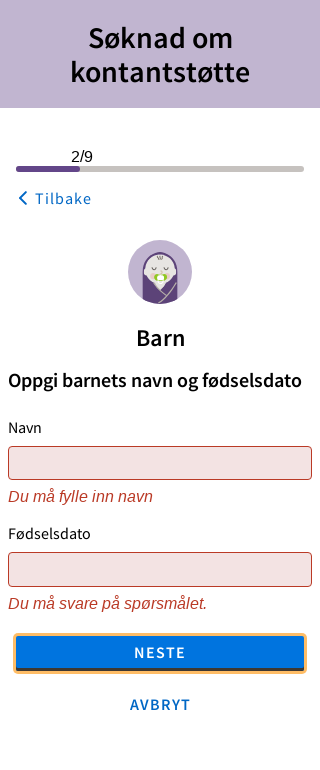 Søknad om
kontantstøtte
2/9
Tilbake
Barn
Oppgi barnets navn og fødselsdato
Navn
Du må fylle inn navn
Fødselsdato
Du må svare på spørsmålet.
NESTE
AVBRYT